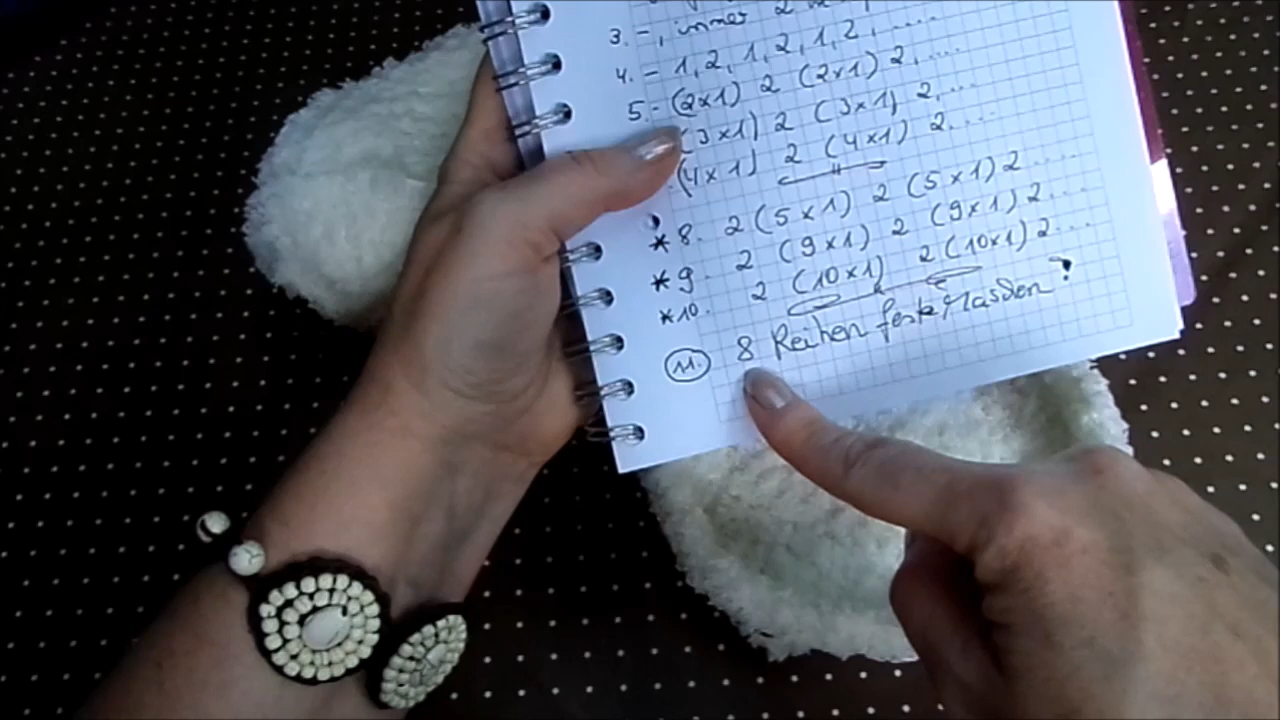 3. -, immer 2
4. - 1, 2, 1, 2, 1, 2, ....
5. - (2x1) 2 (2x1) 2, ...
(3x1) 2 (3x1) 2, ...
(4x1) 2 (4x1) 2....
* 8. 2 (5x1) 2 (5x1) 2 ....
* 9. 2 (9x1) 2 (9x1) 2...
* 10. 2 (10x1) 2 (10x1) 2...
11. 8 Reihen feste Maschen ?